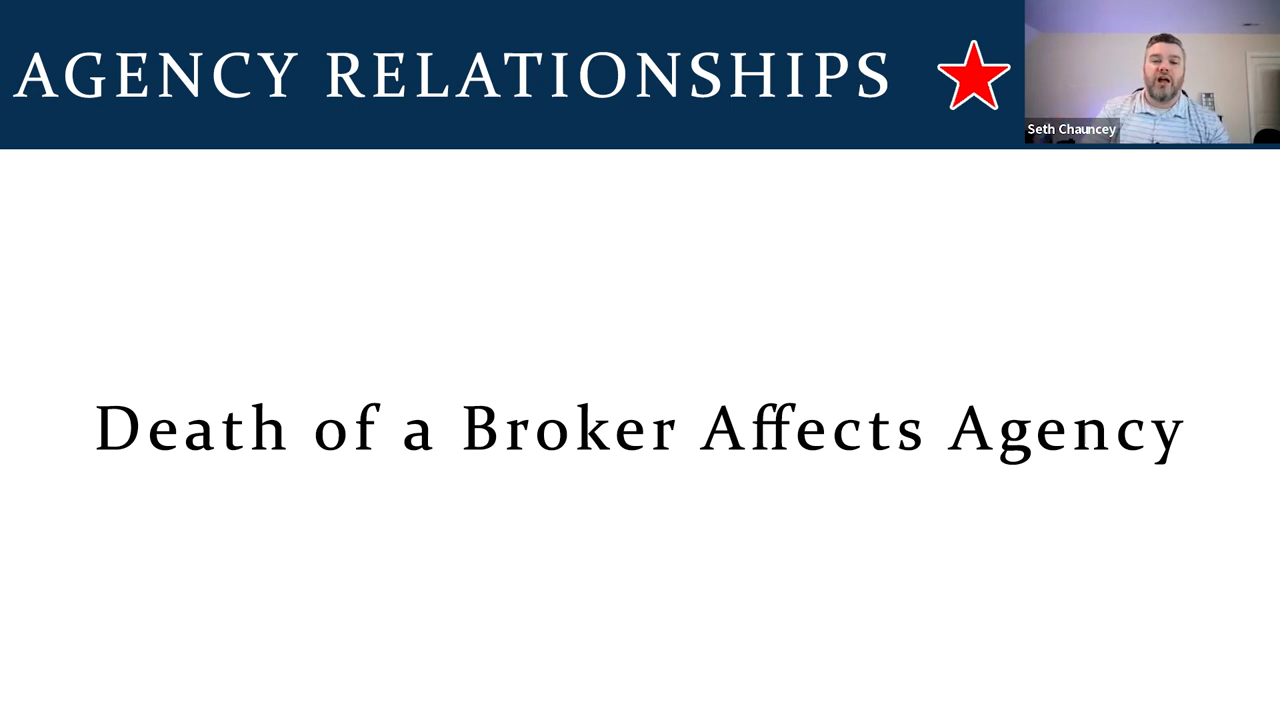 AGENCY RELATIONSHIPS
Seth Chauncey
Death of a Broker Affects Agency